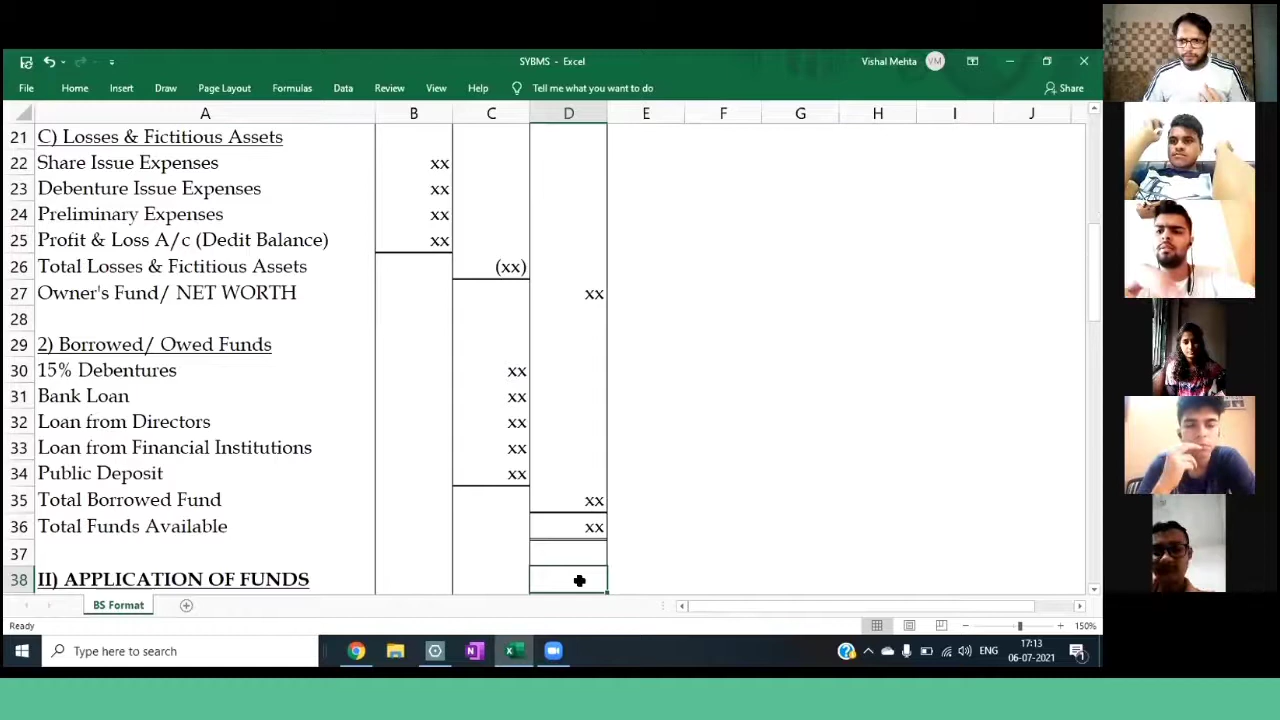 SYBMS - Excel
Vishal Mehta VM
File Home Insert Draw Page Layout Formulas Data Review View Help Tell me what you want to do Share
A B C D E F G H I J
21 C) Losses & Fictitious Assets
22 Share Issue Expenses xx
23 Debenture Issue Expenses xx
24 Preliminary Expenses xx
25 Profit & Loss A/c (Dedit Balance) xx
26 Total Losses & Fictitious Assets (xx)
27 Owner's Fund/ NET WORTH xx
28
29 2) Borrowed/ Owed Funds
30 15% Debentures xx
31 Bank Loan xx
32 Loan from Directors xx
33 Loan from Financial Institutions xx
34 Public Deposit xx
35 Total Borrowed Fund xx
36 Total Funds Available xx
37
38 II) APPLICATION OF FUNDS
BS Format
Ready 150%
Type here to search ENG 17:13
06-07-2021 1